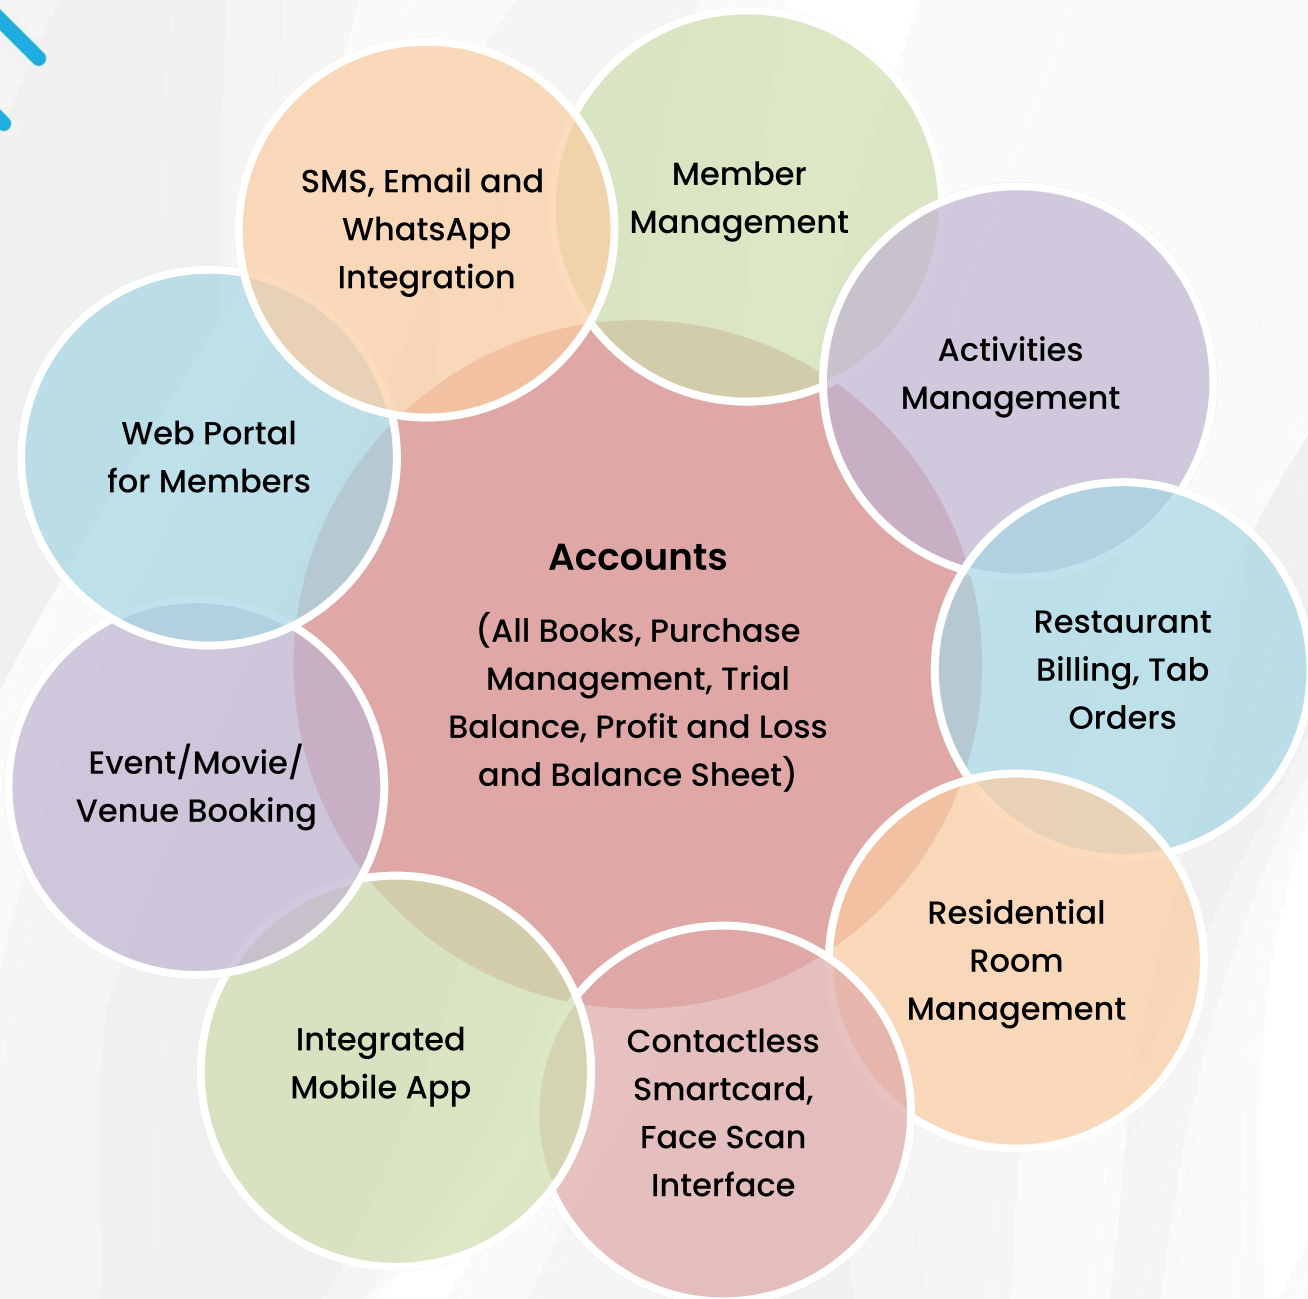 SMS, Email and
WhatsApp
Integration
Member
Management
Activities
Management
Web Portal
for Members
Accounts
(All Books, Purchase
Management, Trial
Balance, Profit and Loss
and Balance Sheet)
Restaurant
Billing, Tab
Orders
Event/Movie/
Venue Booking
Residential
Room
Management
Integrated
Mobile App
Contactless
Smartcard,
Face Scan
Interface